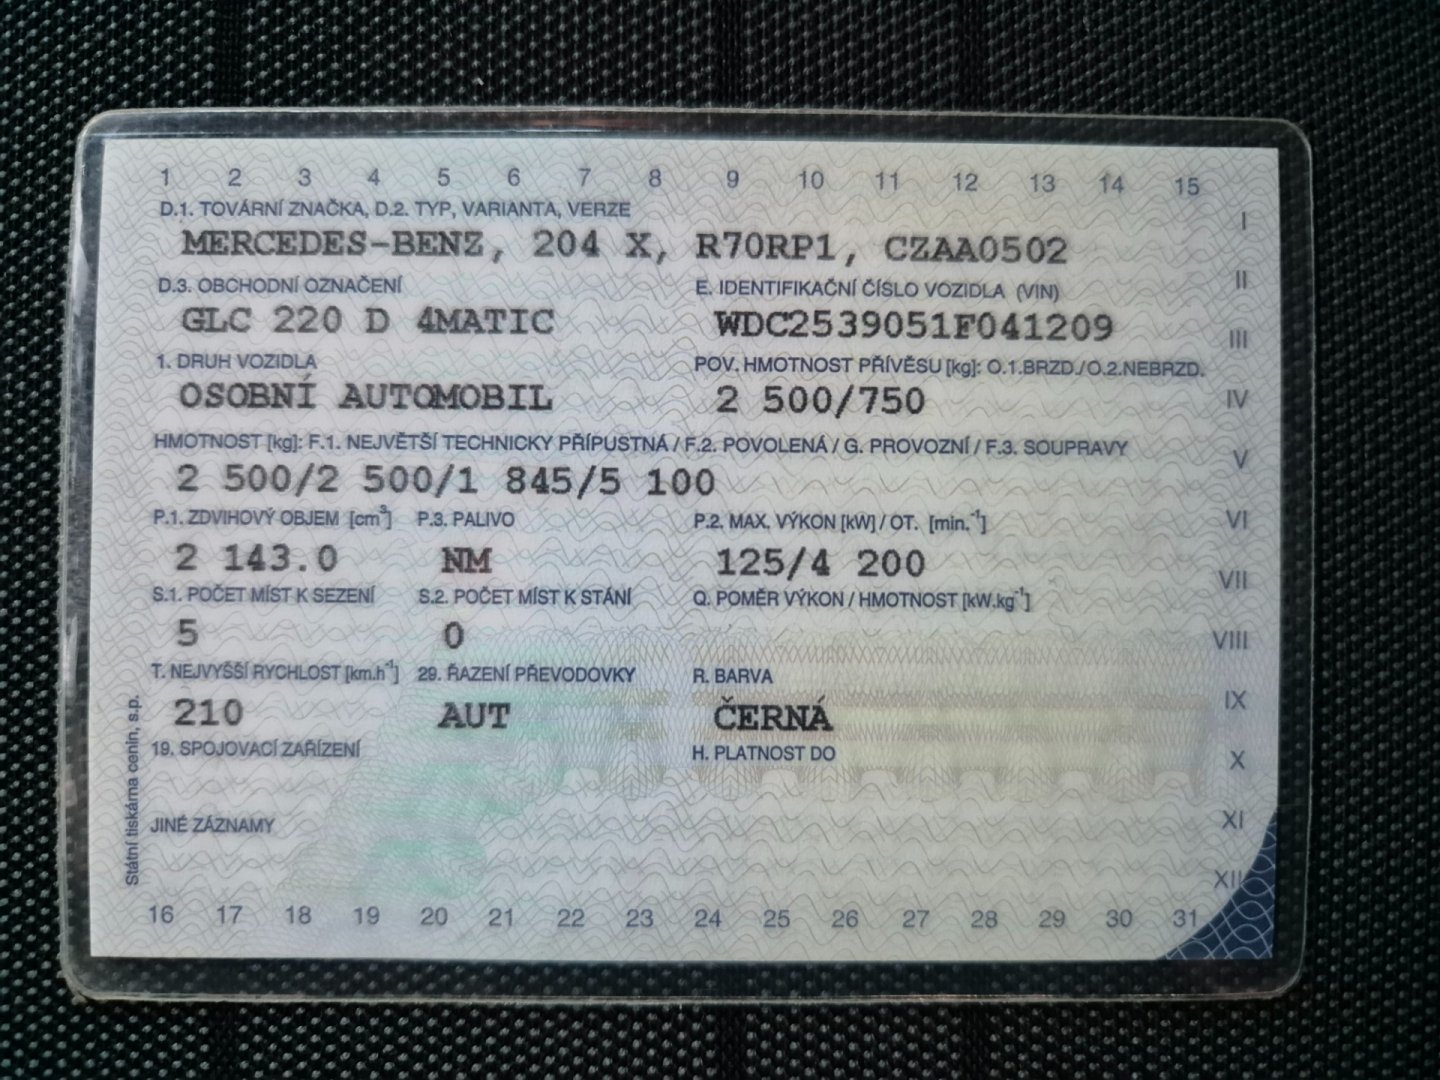 1 2 3 4 5 6 7 8 9 10 11 12 13 14 15
D.1. TOVÁRNÍ ZNAČKA, D.2. TYP, VARIANTA, VERZE
I
MERCEDES-BENZ, 204 X, R70RP1, CZAA0502
D.3. OBCHODNÍ OZNAČENÍ E. IDENTIFIKAČNÍ ČÍSLO VOZIDLA (VIN)
II
GLC 220 D 4MATIC WDC2539051F041209
III
1. DRUH VOZIDLA POV. HMOTNOST PŘÍVĚSU [kg]: O.1.BRZD./O.2.NEBRZD.
OSOBNÍ AUTOMOBIL 2 500/750
IV
HMOTNOST [kg]: F.1. NEJVĚTŠÍ TECHNICKY PŘÍPUSTNÁ / F.2. POVOLENÁ / G. PROVOZNÍ / F.3. SOUPRAVY
V
2 500/2 500/1 845/5 100
P.1. ZDVIHOVÝ OBJEM [cm³] P.3. PALIVO P.2. MAX. VÝKON [kW] / OT. [min.⁻¹]
VI
2 143.0 NM 125/4 200
VII
S.1. POČET MÍST K SEZENÍ S.2. POČET MÍST K STÁNÍ Q. POMĚR VÝKON / HMOTNOST [kW.kg⁻¹]
5 0
VIII
T. NEJVYŠŠÍ RYCHLOST [km.h⁻¹] 29. ŘAZENÍ PŘEVODOVKY R. BARVA
IX
210 AUT ČERNÁ
19. SPOJOVACÍ ZAŘÍZENÍ H. PLATNOST DO
X
JINÉ ZÁZNAMY
XI
XII
16 17 18 19 20 21 22 23 24 25 26 27 28 29 30 31
Státní tiskárna cenin, s.p.